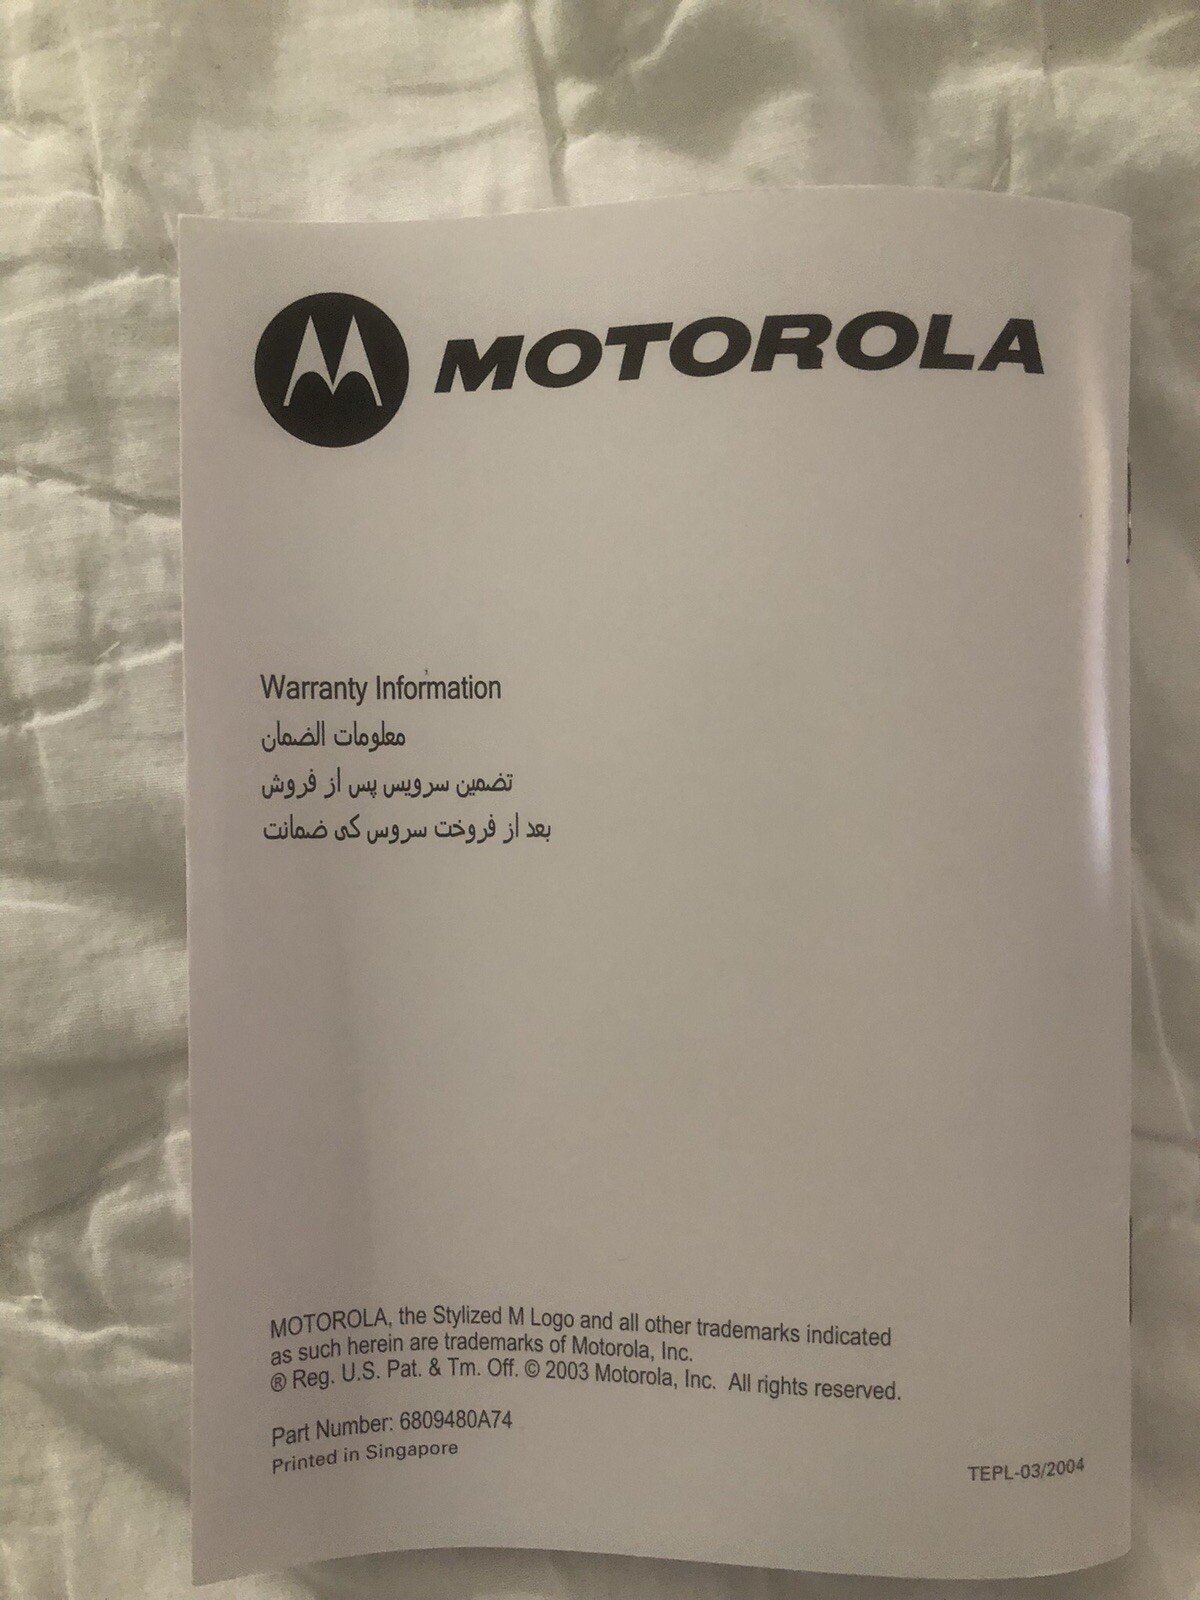 MOTOROLA
Warranty Information
معلومات الضمان
تضمین سرویس پس از فروش
بعد از فروخت سروس کی ضمانت
MOTOROLA, the Stylized M Logo and all other trademarks indicated
as such herein are trademarks of Motorola, Inc.
® Reg. U.S. Pat. & Tm. Off. © 2003 Motorola, Inc. All rights reserved.
Part Number: 6809480A74
Printed in Singapore
TEPL-03/2004